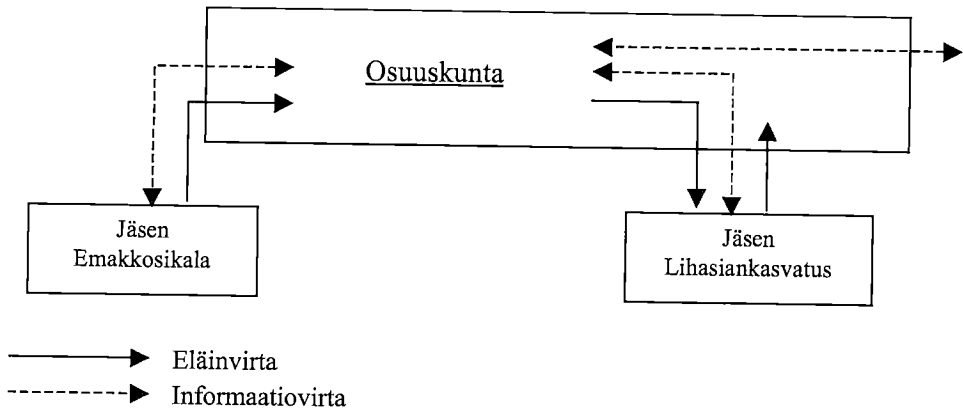 Osuuskunta
Jäsen
Emakkosikala
Jäsen
Lihasiankasvatus
Eläinvirta
Informaatiovirta